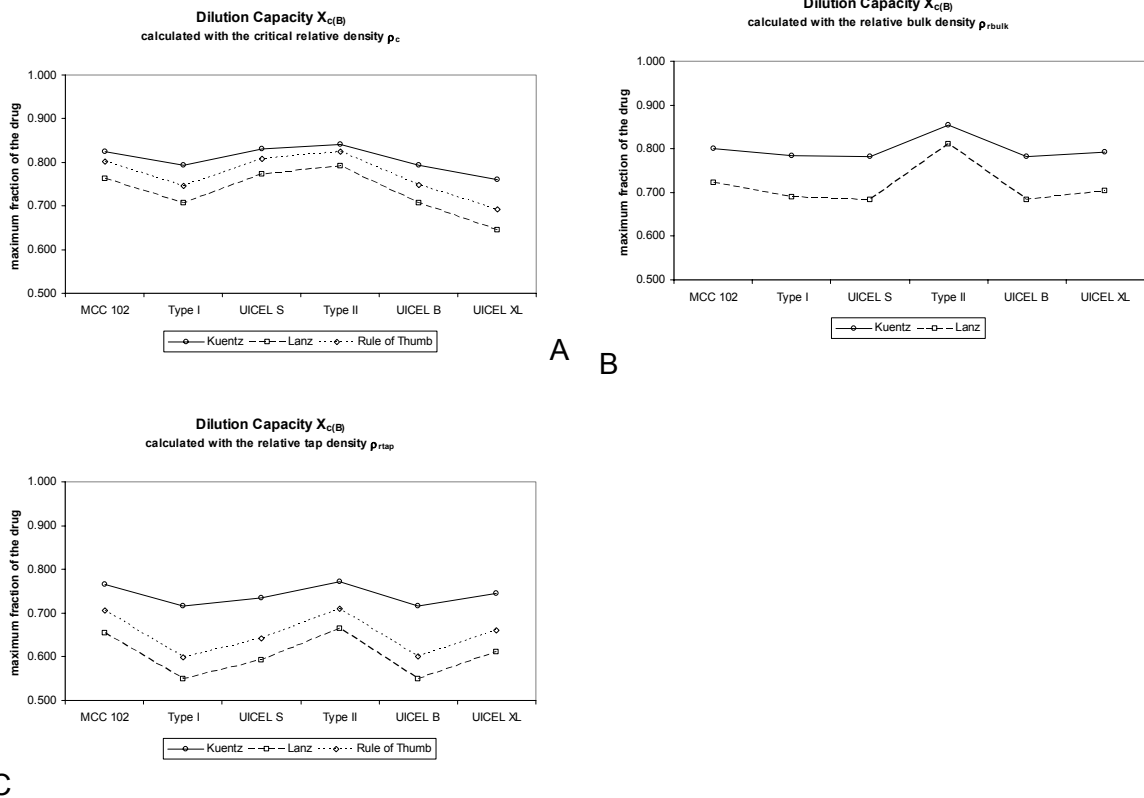 Dilution Capacity Xc(B)
calculated with the critical relative density ρc
maximum fraction of the drug
1.000
0.900
0.800
0.700
0.600
0.500
MCC 102 Type I UICEL S Type II UICEL B UICEL XL
Kuentz Lanz Rule of Thumb
A
Dilution Capacity Xc(B)
calculated with the relative bulk density ρrbulk
maximum fraction of the drug
1.000
0.900
0.800
0.700
0.600
0.500
MCC 102 Type I UICEL S Type II UICEL B UICEL XL
Kuentz Lanz
B
Dilution Capacity Xc(B)
calculated with the relative tap density ρrtap
maximum fraction of the drug
1.000
0.900
0.800
0.700
0.600
0.500
MCC 102 Type I UICEL S Type II UICEL B UICEL XL
Kuentz Lanz Rule of Thumb
C